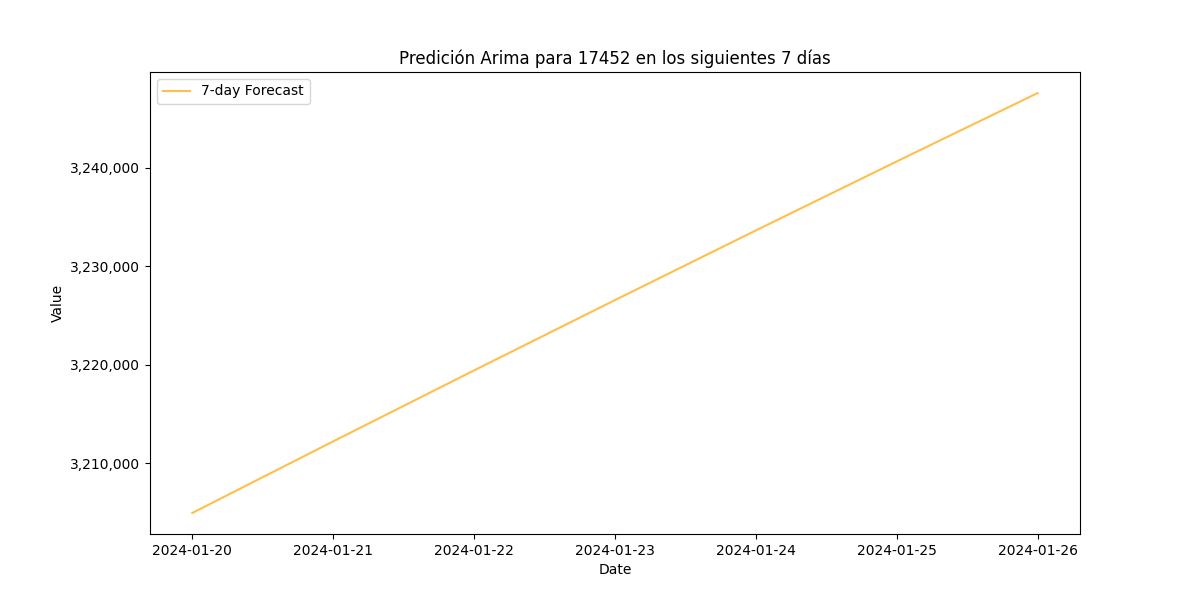 Predición Arima para 17452 en los siguientes 7 días
7-day Forecast
Value
3,240,000
3,230,000
3,220,000
3,210,000
2024-01-20 2024-01-21 2024-01-22 2024-01-23 2024-01-24 2024-01-25 2024-01-26
Date